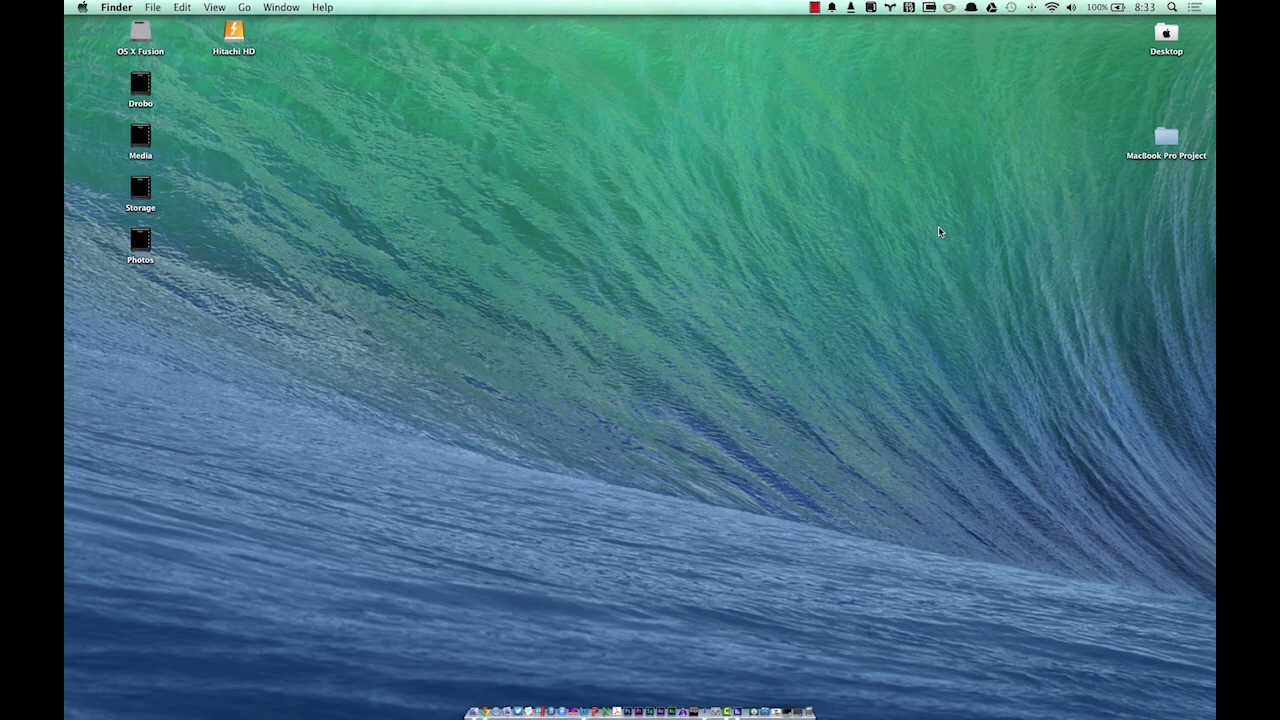 Finder File Edit View Go Window Help 100% 8:33
OS X Fusion
Hitachi HD
Desktop
Drobo
Media
MacBook Pro Project
Storage
Photos